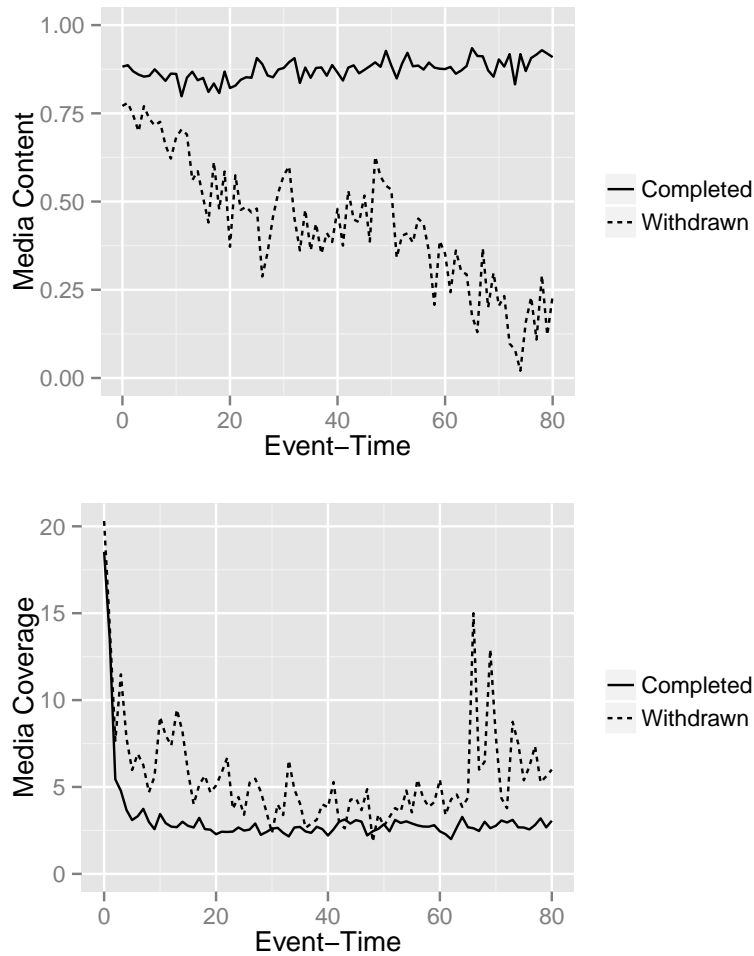 1.00
0.75
0.50
0.25
0.00
Media Content
0 20 40 60 80
Event−Time
Completed
Withdrawn
20
15
10
5
0
Media Coverage
0 20 40 60 80
Event−Time
Completed
Withdrawn